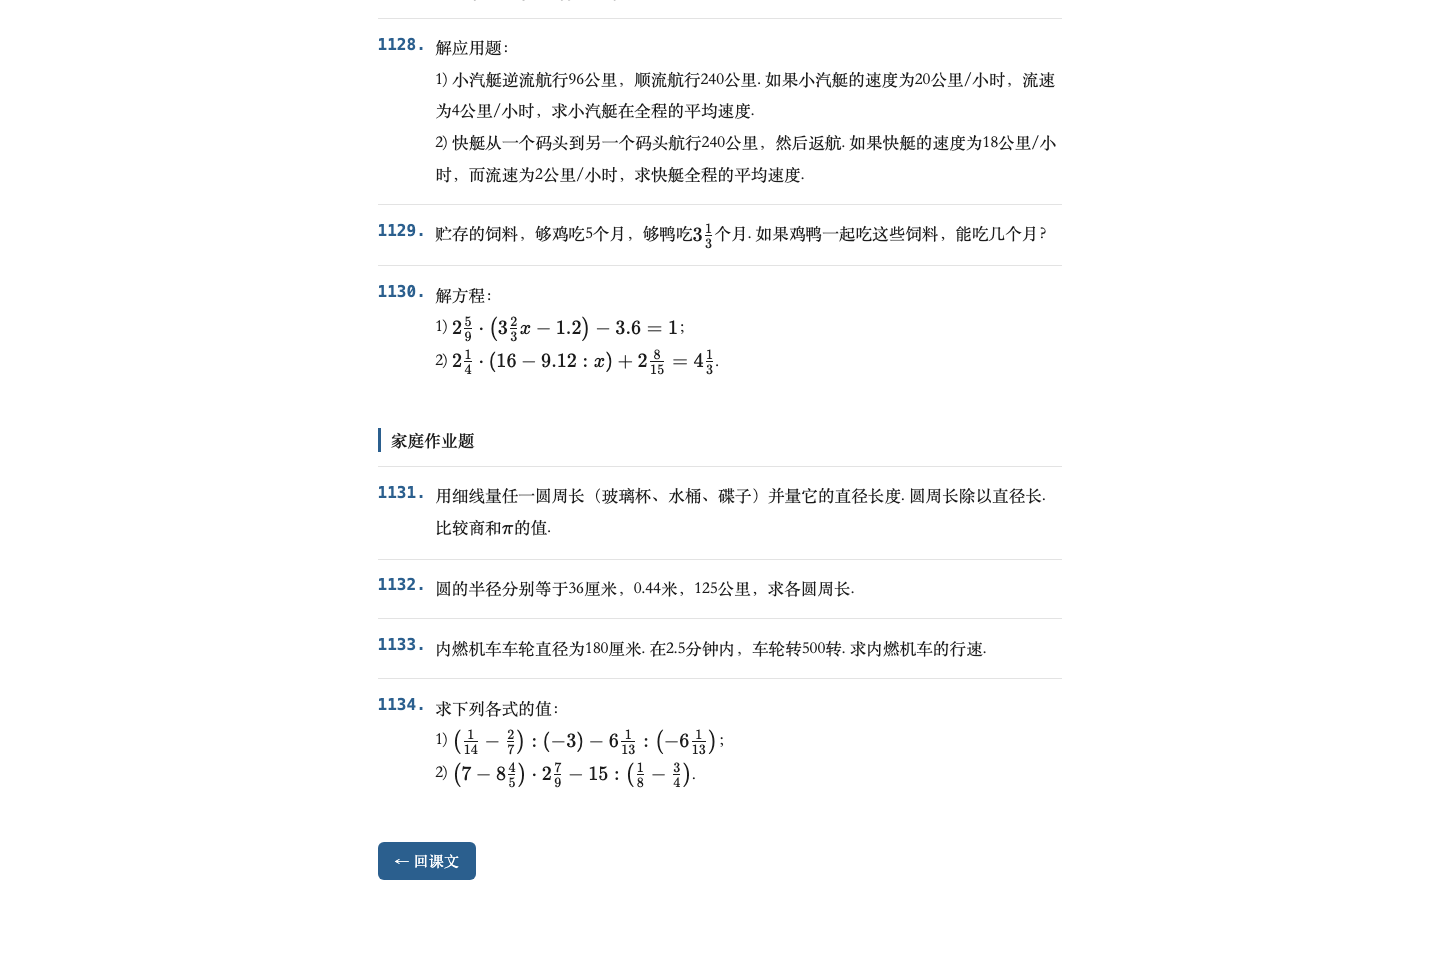 1128. 解应用题：
1) 小汽艇逆流航行96公里，顺流航行240公里. 如果小汽艇的速度为20公里/小时，流速
为4公里/小时，求小汽艇在全程的平均速度.
2) 快艇从一个码头到另一个码头航行240公里，然后返航. 如果快艇的速度为18公里/小
时，而流速为2公里/小时，求快艇全程的平均速度.
1129. 贮存的饲料，够鸡吃5个月，够鸭吃3 1/3个月. 如果鸡鸭一起吃这些饲料，能吃几个月？
1130. 解方程：
1) 2 5/9 · (3 2/3 x − 1.2) − 3.6 = 1；
2) 2 1/4 · (16 − 9.12 : x) + 2 8/15 = 4 1/3.
家庭作业题
1131. 用细线量任一圆周长（玻璃杯、水桶、碟子）并量它的直径长度. 圆周长除以直径长.
比较商和π的值.
1132. 圆的半径分别等于36厘米，0.44米，125公里，求各圆周长.
1133. 内燃机车车轮直径为180厘米. 在2.5分钟内，车轮转500转. 求内燃机车的行速.
1134. 求下列各式的值：
1) (1/14 − 2/7) : (−3) − 6 1/13 : (−6 1/13)；
2) (7 − 8 4/5) · 2 7/9 − 15 : (1/8 − 3/4).
← 回课文